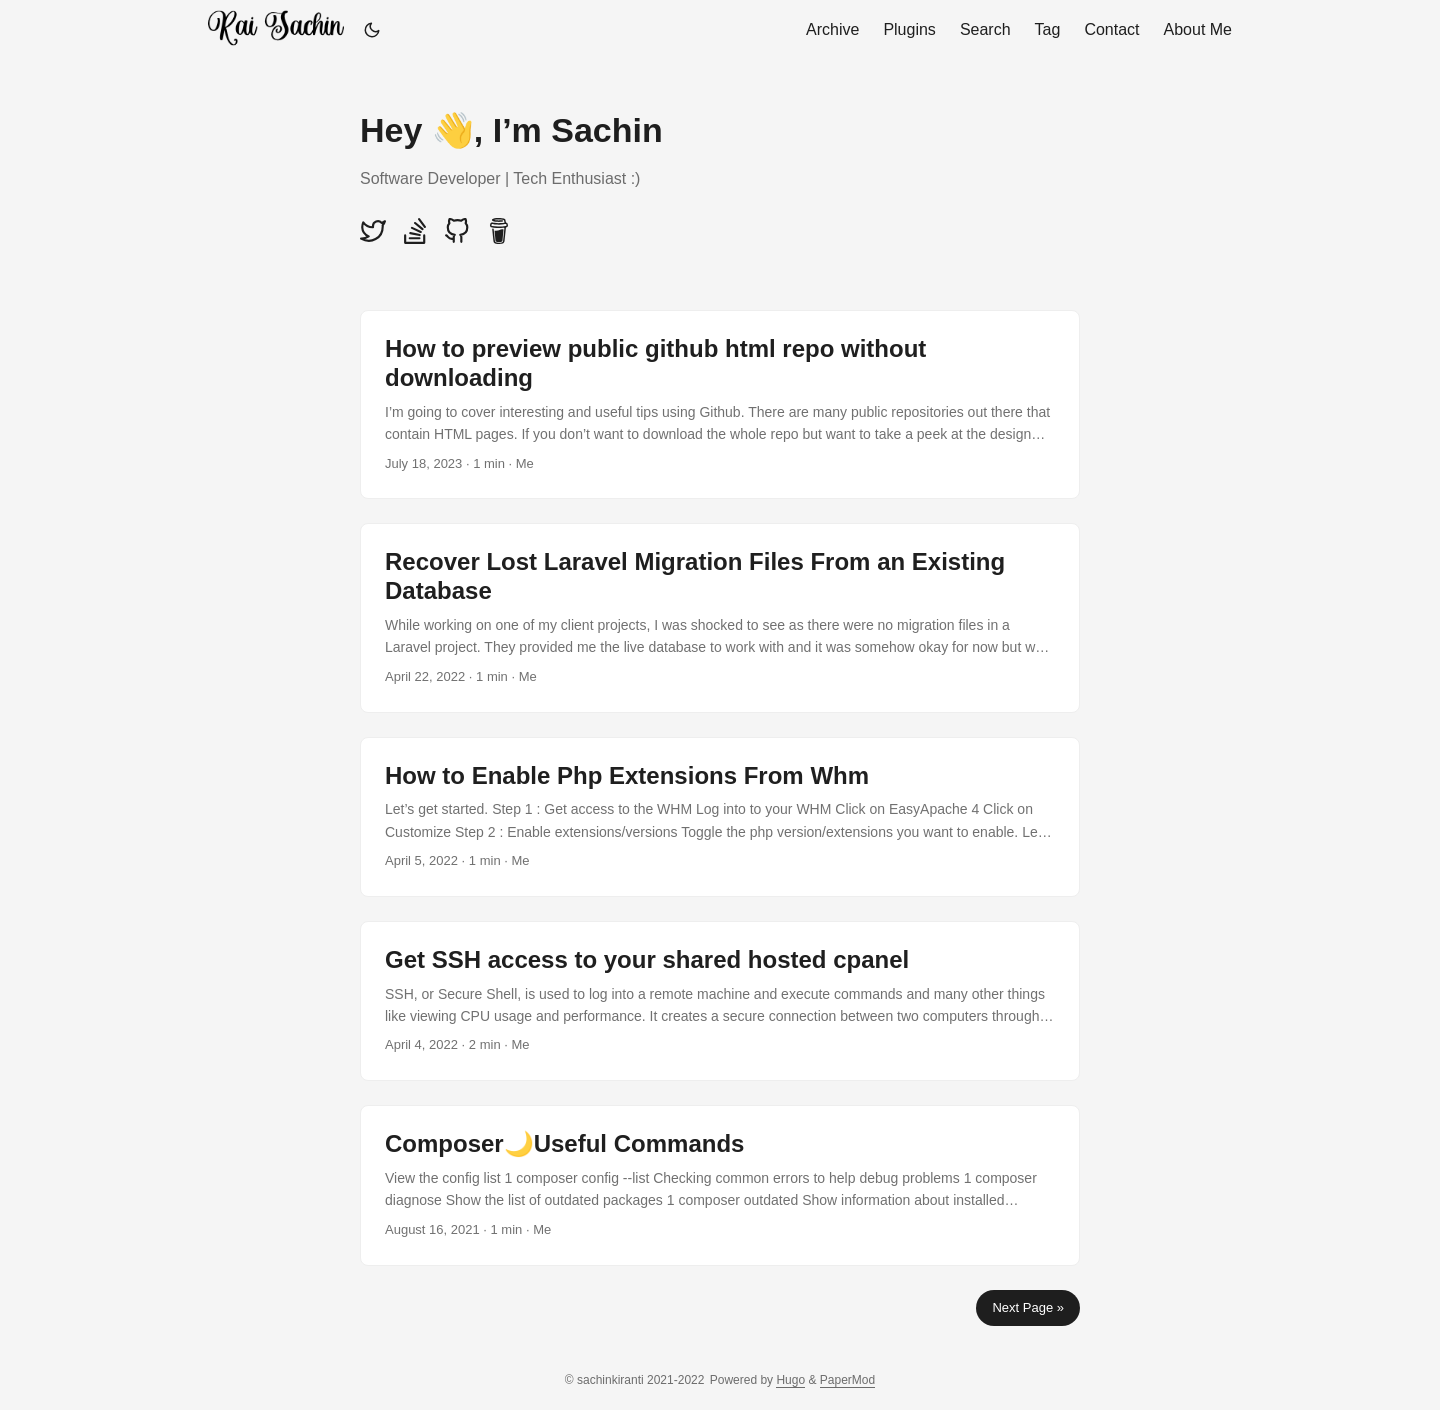 Rai Sachin
Archive Plugins Search Tag Contact About Me
Hey 👋, I’m Sachin
Software Developer | Tech Enthusiast :)
How to preview public github html repo without
downloading
I’m going to cover interesting and useful tips using Github. There are many public repositories out there that
contain HTML pages. If you don’t want to download the whole repo but want to take a peek at the design…
July 18, 2023 · 1 min · Me
Recover Lost Laravel Migration Files From an Existing
Database
While working on one of my client projects, I was shocked to see as there were no migration files in a
Laravel project. They provided me the live database to work with and it was somehow okay for now but w…
April 22, 2022 · 1 min · Me
How to Enable Php Extensions From Whm
Let’s get started. Step 1 : Get access to the WHM Log into to your WHM Click on EasyApache 4 Click on
Customize Step 2 : Enable extensions/versions Toggle the php version/extensions you want to enable. Le…
April 5, 2022 · 1 min · Me
Get SSH access to your shared hosted cpanel
SSH, or Secure Shell, is used to log into a remote machine and execute commands and many other things
like viewing CPU usage and performance. It creates a secure connection between two computers through…
April 4, 2022 · 2 min · Me
Composer🌙Useful Commands
View the config list 1 composer config --list Checking common errors to help debug problems 1 composer
diagnose Show the list of outdated packages 1 composer outdated Show information about installed…
August 16, 2021 · 1 min · Me
Next Page »
© sachinkiranti 2021-2022 Powered by Hugo & PaperMod